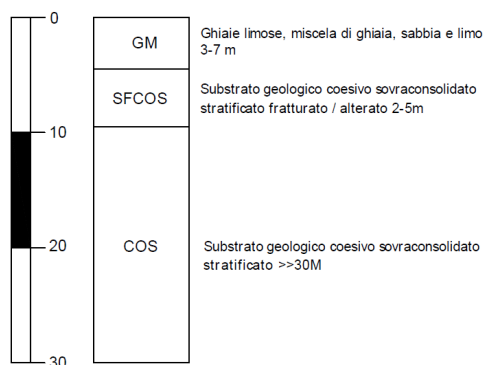 0
GM
Ghiaie limose, miscela di ghiaia, sabbia e limo
3-7 m
SFCOS
Substrato geologico coesivo sovraconsolidato
stratificato fratturato / alterato 2-5m
10
20
COS
Substrato geologico coesivo sovraconsolidato
stratificato >>30M
30